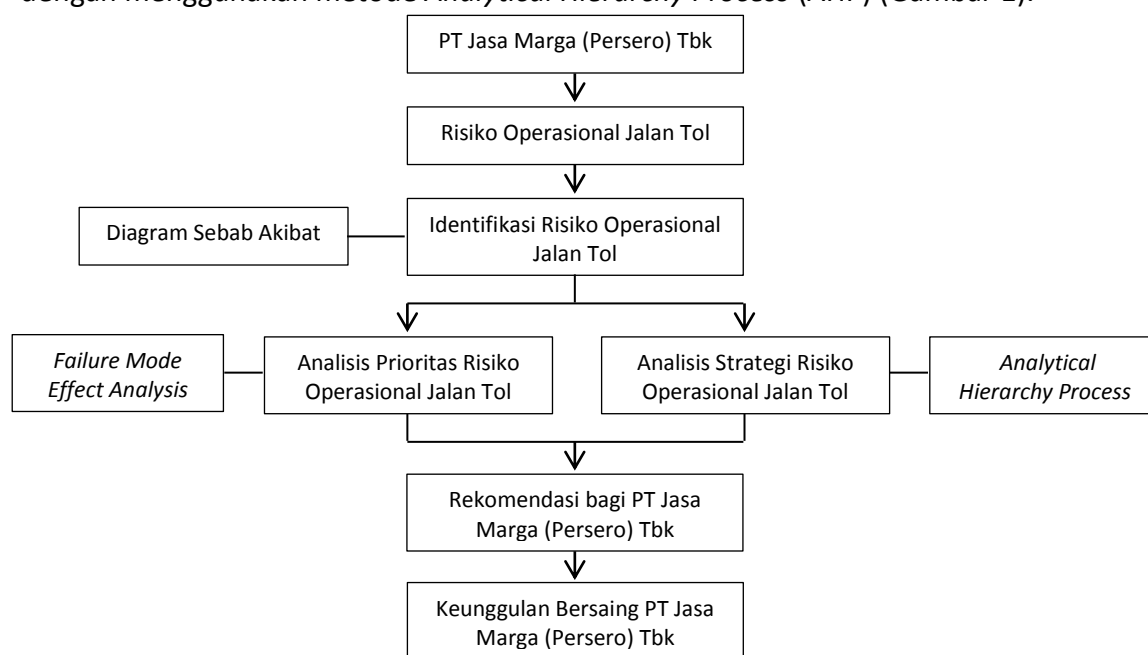 dengan menggunakan metode Analytical Hierarchy Process (AHP) (Gambar 1).
PT Jasa Marga (Persero) Tbk
Risiko Operasional Jalan Tol
Diagram Sebab Akibat
Identifikasi Risiko Operasional
Jalan Tol
Failure Mode
Effect Analysis
Analisis Prioritas Risiko
Operasional Jalan Tol
Analisis Strategi Risiko
Operasional Jalan Tol
Analytical
Hierarchy Process
Rekomendasi bagi PT Jasa
Marga (Persero) Tbk
Keunggulan Bersaing PT Jasa
Marga (Persero) Tbk